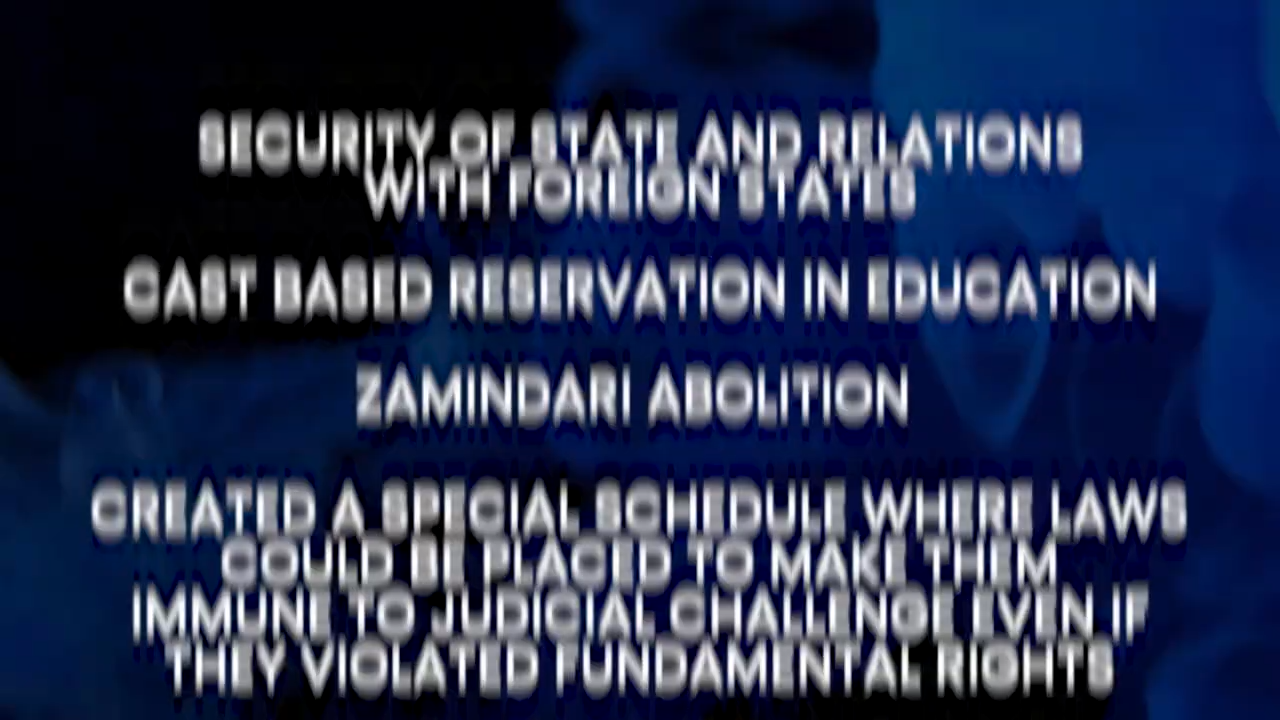 SECURITY OF STATE AND RELATIONS
WITH FOREIGN STATES
CAST BASED RESERVATION IN EDUCATION
ZAMINDARI ABOLITION
CREATED A SPECIAL SCHEDULE WHERE LAWS
COULD BE PLACED TO MAKE THEM
IMMUNE TO JUDICIAL CHALLENGE EVEN IF
THEY VIOLATED FUNDAMENTAL RIGHTS